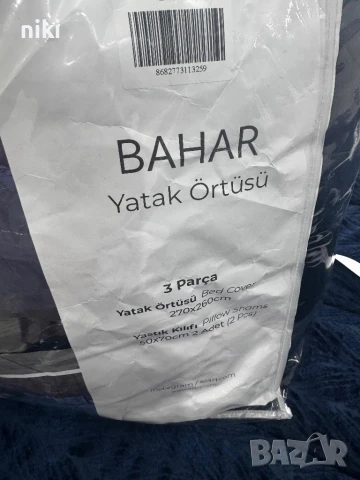 niki
8682773113259
BAHAR
Yatak Örtüsü
3 Parça
Yatak Örtüsü Bed Cover
270x260cm
Yastık Kılıfı Pillow Shams
50x70cm 2 Adet (2 Pcs)
BAZAR